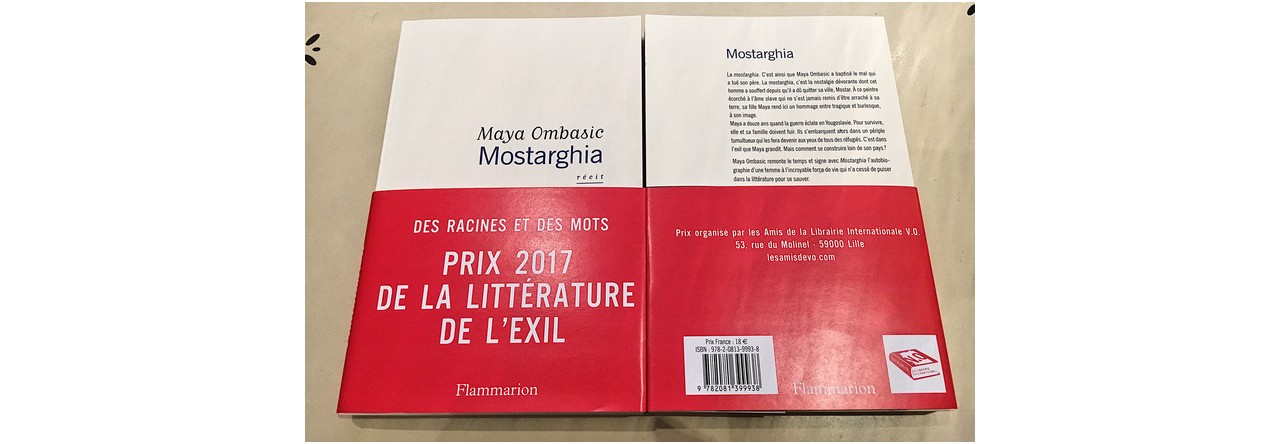 Maya Ombasic
Mostarghia
récit
DES RACINES ET DES MOTS
PRIX 2017
DE LA LITTÉRATURE
DE L'EXIL
Flammarion
Mostarghia
La mostarghia. C'est ainsi que Maya Ombasic a baptisé le mal qui
a tué son père. La mostarghia, c'est la nostalgie dévorante dont cet
homme a souffert depuis qu'il a dû quitter sa ville, Mostar. À ce peintre
écorché à l'âme slave qui ne s'est jamais remis d'être arraché à sa
terre, sa fille Maya rend ici un hommage entre tragique et burlesque,
à son image.
Maya a douze ans quand la guerre éclate en Yougoslavie. Pour survivre,
elle et sa famille doivent fuir. Ils s'embarquent alors dans un périple
tumultueux qui les fera devenir aux yeux de tous des réfugiés. C'est dans
l'exil que Maya grandit. Mais comment se construire loin de son pays ?
Maya Ombasic remonte le temps et signe avec Mostarghia l'autobio-
graphie d'une femme à l'incroyable force de vie qui n'a cessé de puiser
dans la littérature pour se sauver.
Prix organisé par les Amis de la Librairie Internationale V.O.
53, rue du Molinel - 59000 Lille
lesamisdevo.com
Prix France : 18 €
ISBN : 978-2-0813-9993-8
9 782081 399938
Flammarion
V.O